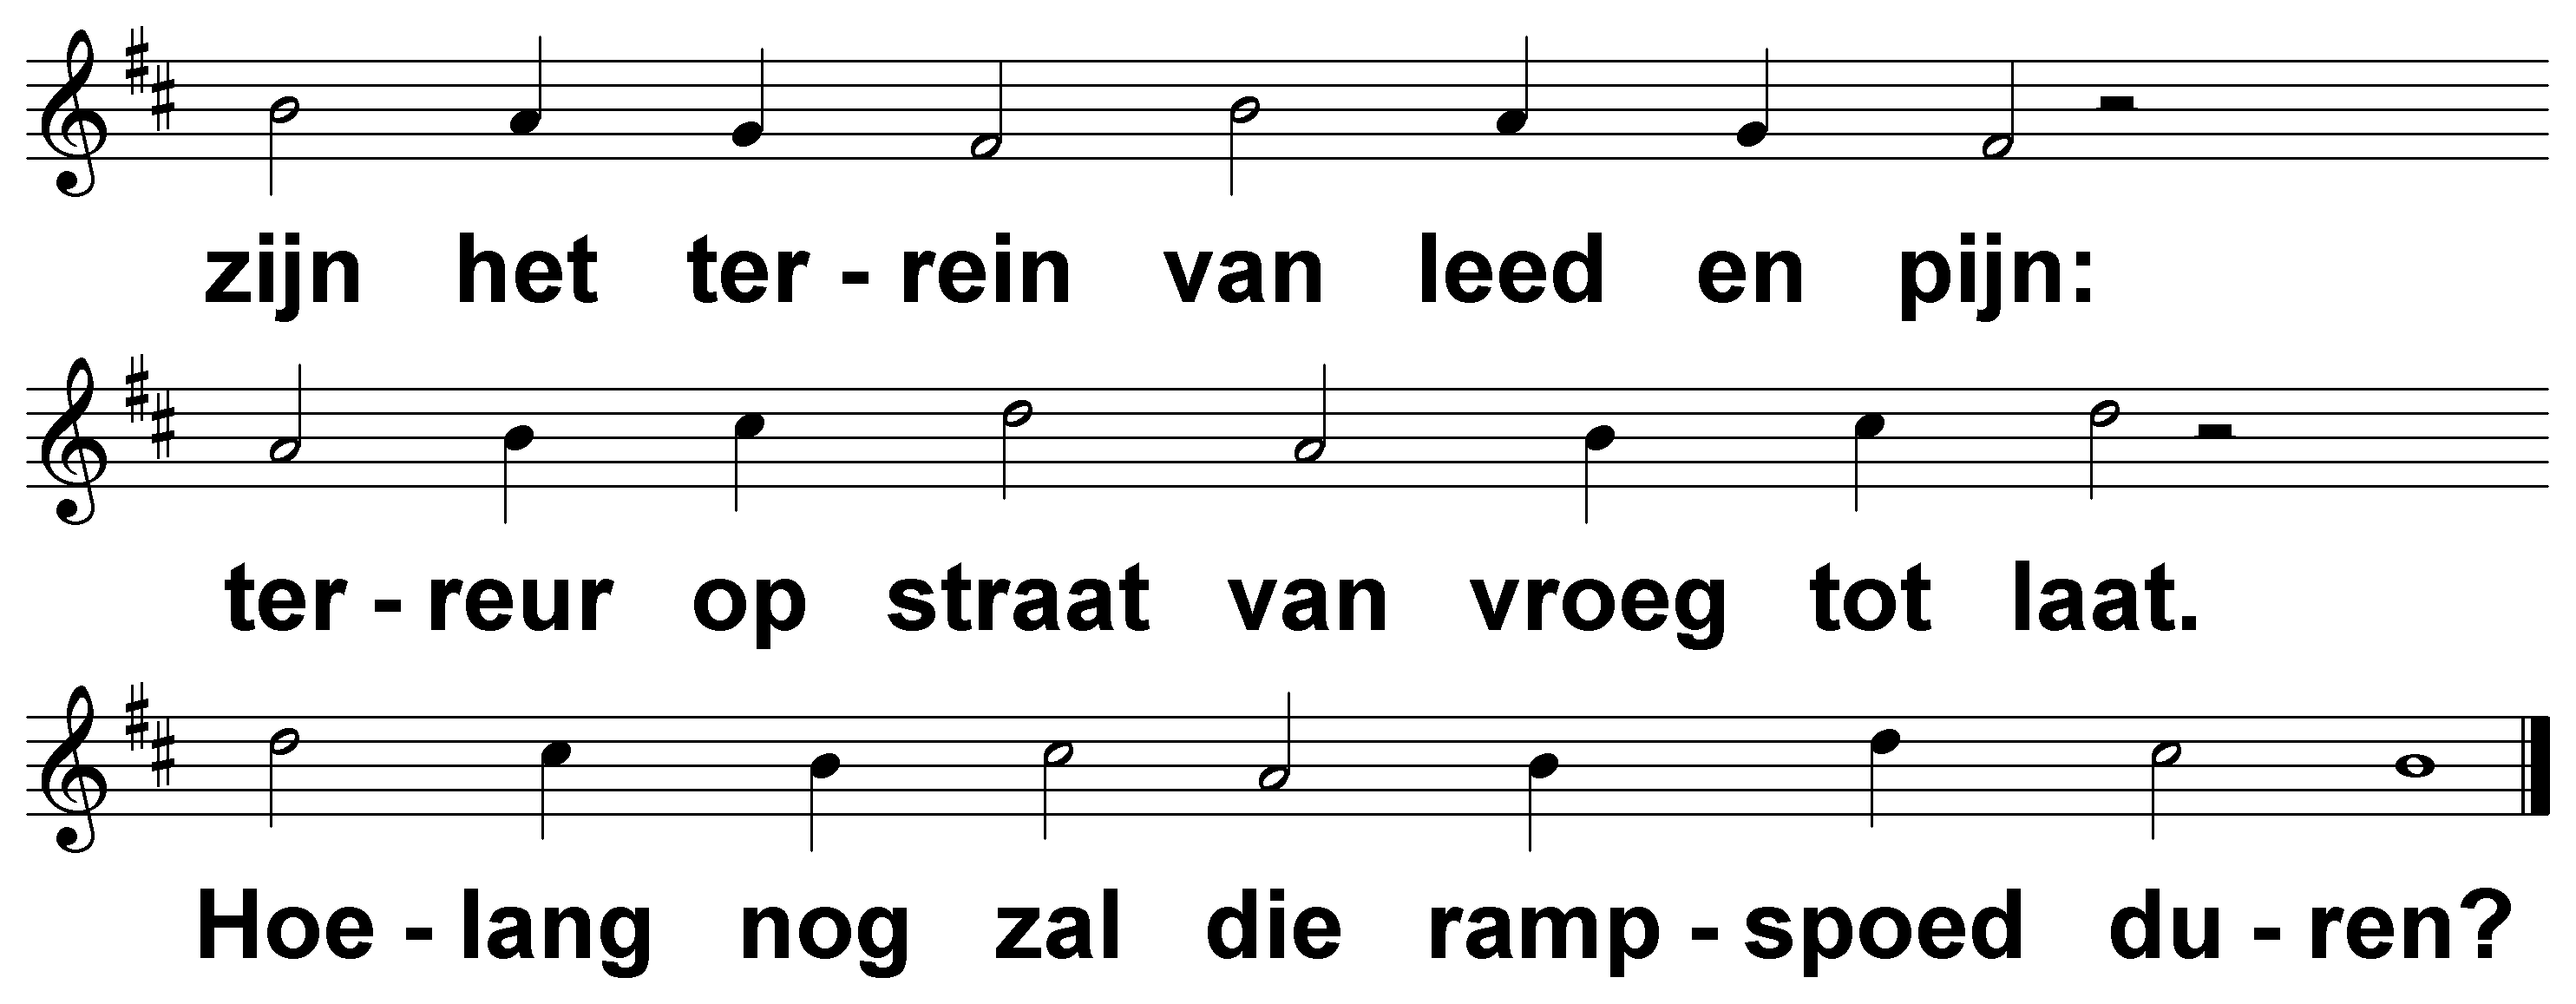 zijn het ter - rein van leed en pijn:
ter - reur op straat van vroeg tot laat.
Hoe - lang nog zal die ramp - spoed du - ren?